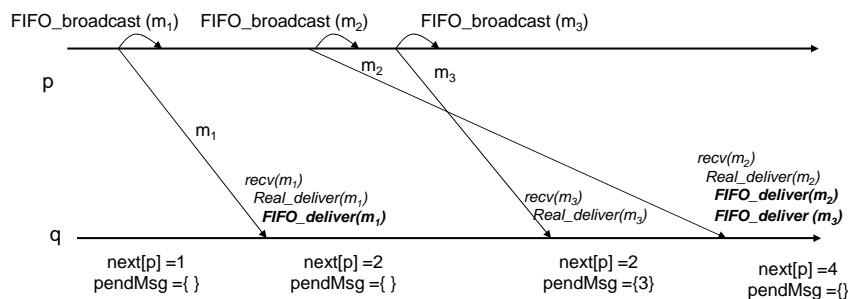 FIFO_broadcast (m₁) FIFO_broadcast (m₂) FIFO_broadcast (m₃)
p
m₂
m₃
m₁
recv(m₁)
Real_deliver(m₁)
FIFO_deliver(m₁)
recv(m₃)
Real_deliver(m₃)
recv(m₂)
Real_deliver(m₂)
FIFO_deliver(m₂)
FIFO_deliver (m₃)
q
next[p] =1
pendMsg ={ }
next[p] =2
pendMsg ={ }
next[p] =2
pendMsg ={3}
next[p] =4
pendMsg ={}